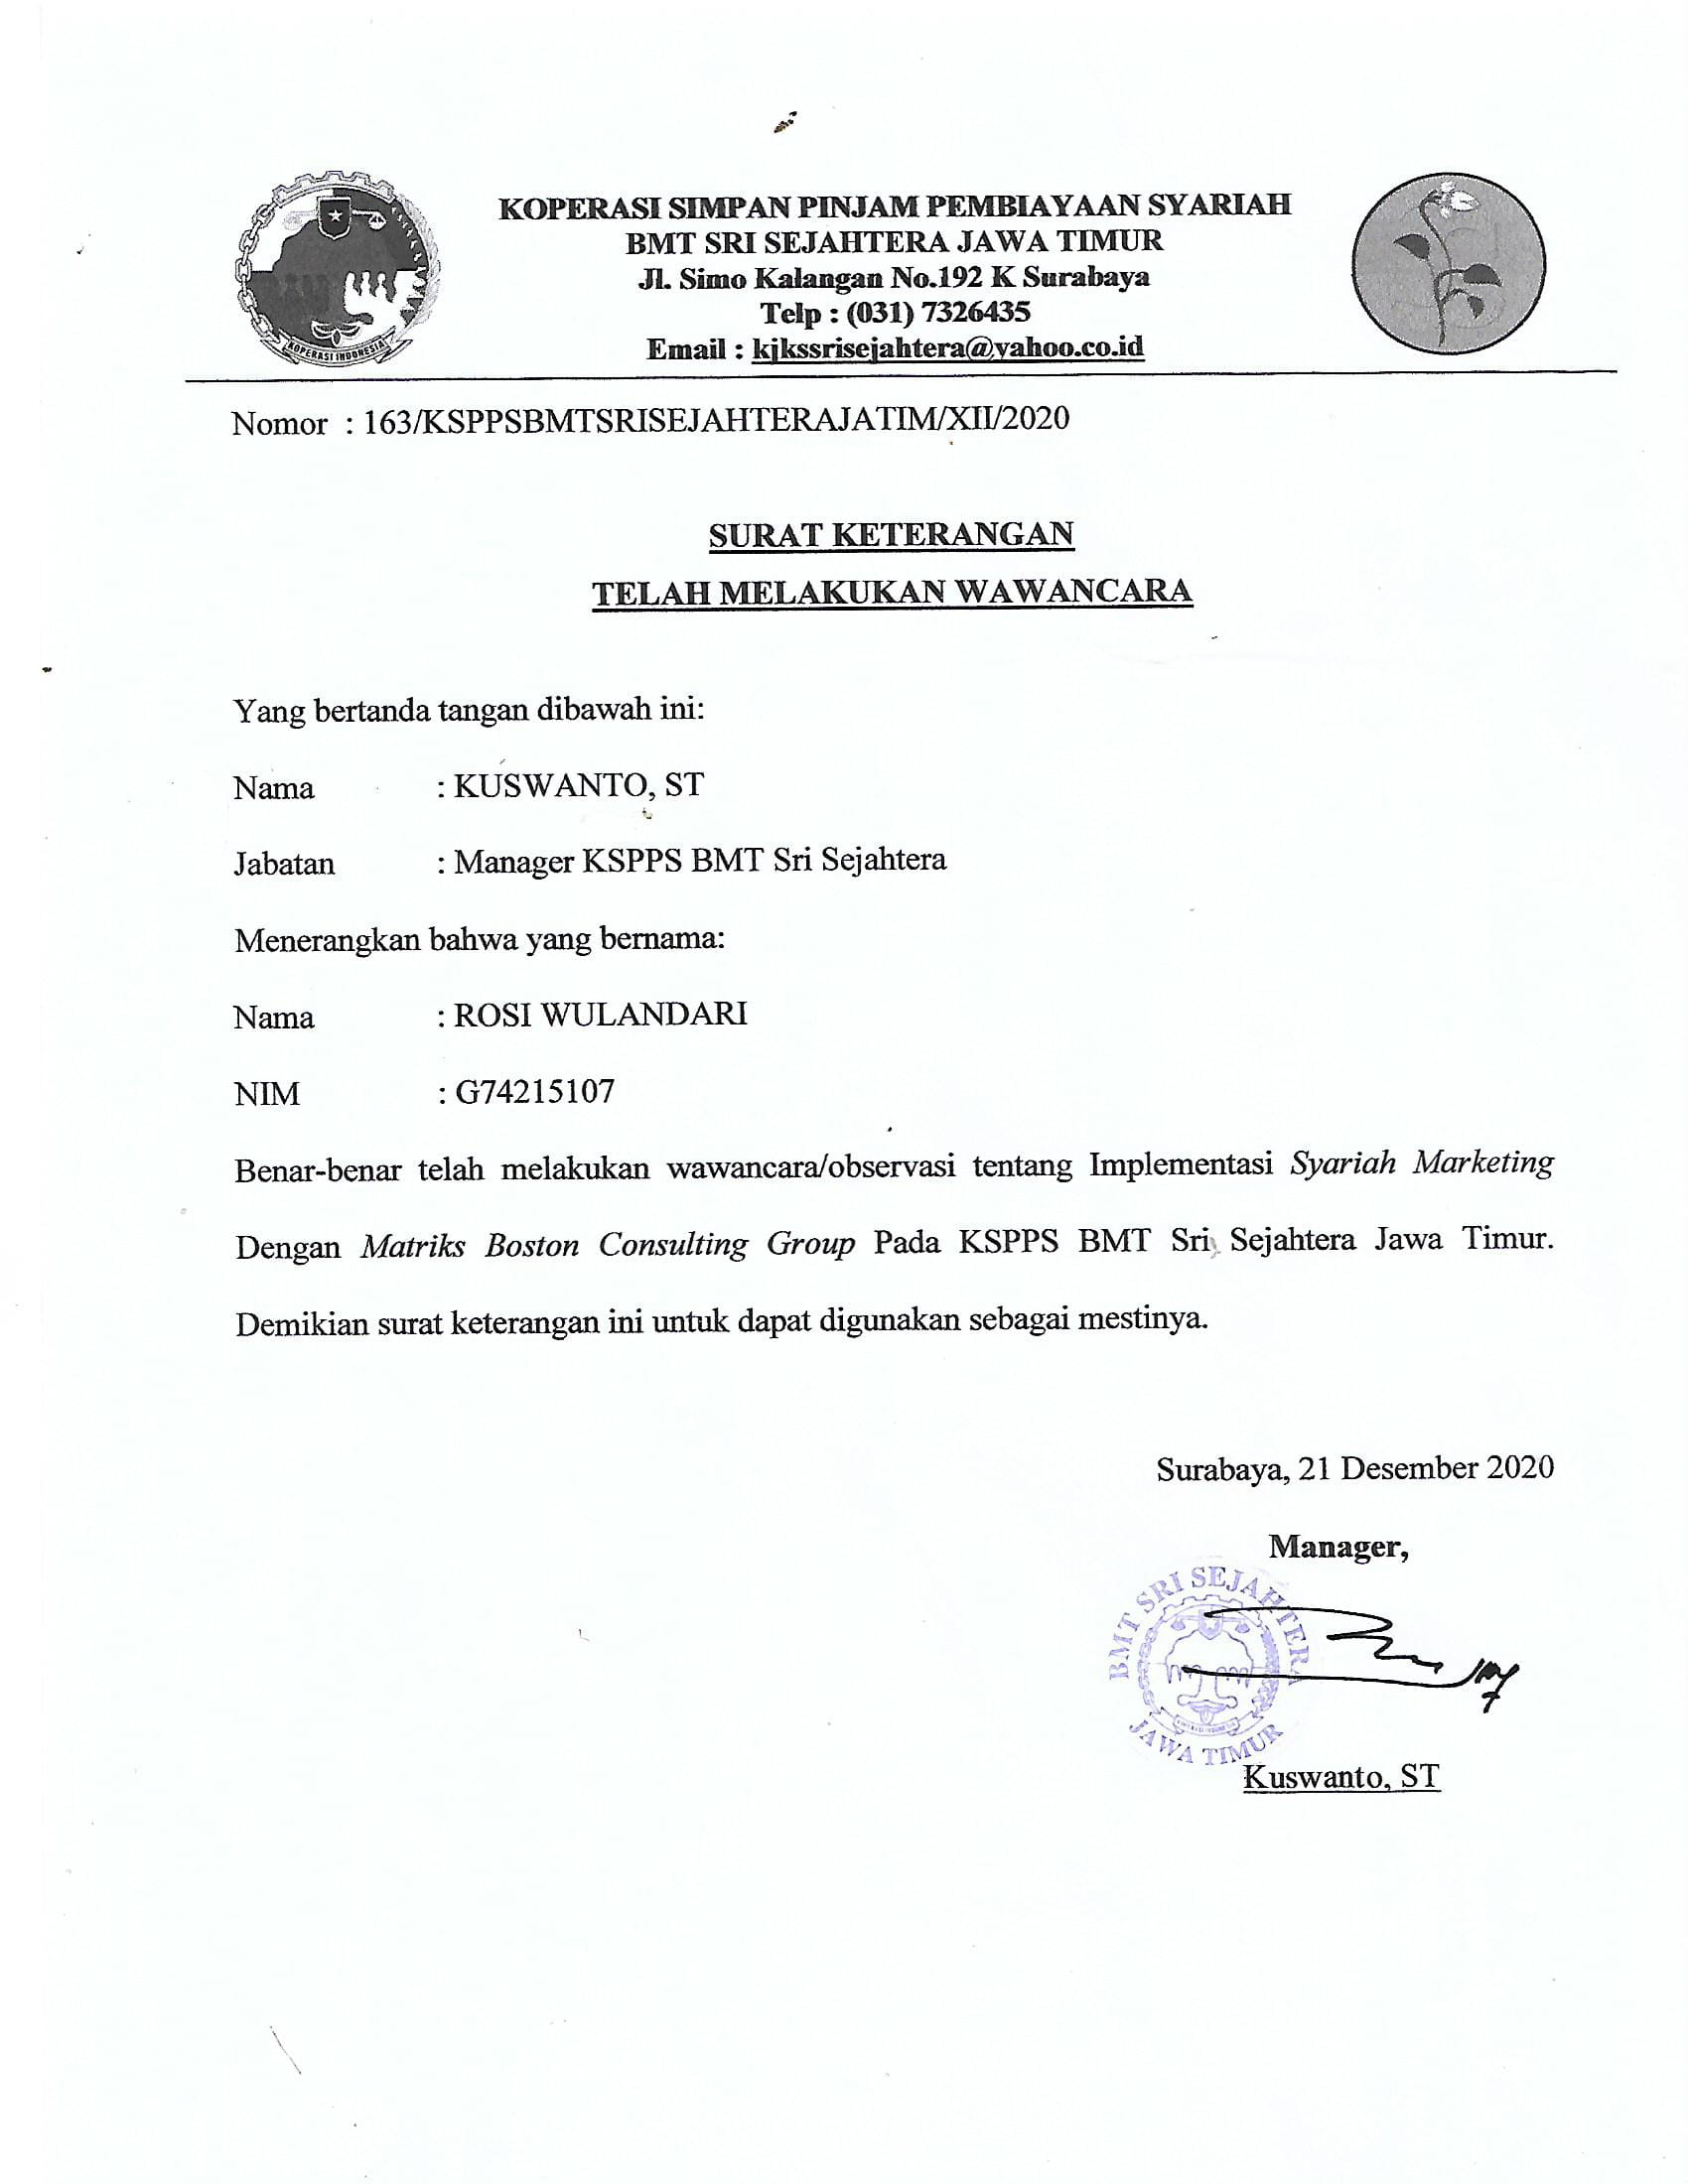 KOPERASI SIMPAN PINJAM PEMBIAYAAN SYARIAH
BMT SRI SEJAHTERA JAWA TIMUR
Jl. Simo Kalangan No.192 K Surabaya
Telp : (031) 7326435
Email : kjkssrisejahtera@yahoo.co.id
KOPERASI INDONESIA
Nomor : 163/KSPPSBMTSRISEJAHTERAJATIM/XII/2020
SURAT KETERANGAN
TELAH MELAKUKAN WAWANCARA
Yang bertanda tangan dibawah ini:
Nama : KUSWANTO, ST
Jabatan : Manager KSPPS BMT Sri Sejahtera
Menerangkan bahwa yang bernama:
Nama : ROSI WULANDARI
NIM : G74215107
Benar-benar telah melakukan wawancara/observasi tentang Implementasi Syariah Marketing
Dengan Matriks Boston Consulting Group Pada KSPPS BMT Sri Sejahtera Jawa Timur.
Demikian surat keterangan ini untuk dapat digunakan sebagai mestinya.
Surabaya, 21 Desember 2020
Manager,
BMT SRI SEJAHTERA
JAWA TIMUR
Kuswanto, ST